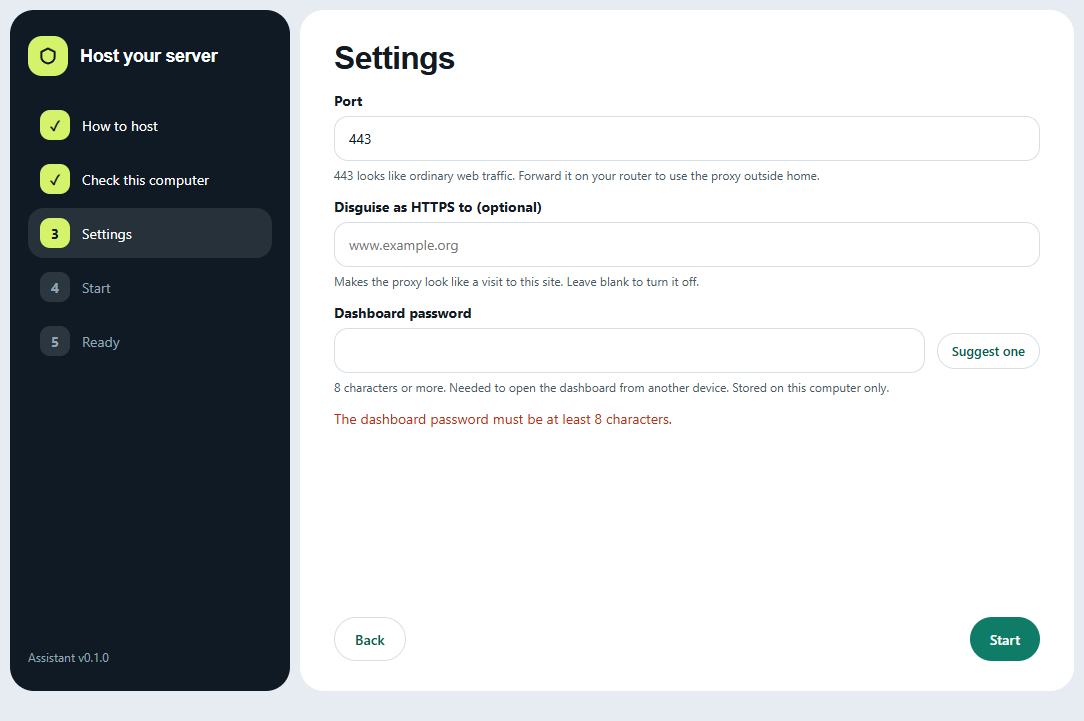 Host your server
How to host
Check this computer
3 Settings
4 Start
5 Ready
Assistant v0.1.0
Settings
Port
443
443 looks like ordinary web traffic. Forward it on your router to use the proxy outside home.
Disguise as HTTPS to (optional)
www.example.org
Makes the proxy look like a visit to this site. Leave blank to turn it off.
Dashboard password
Suggest one
8 characters or more. Needed to open the dashboard from another device. Stored on this computer only.
The dashboard password must be at least 8 characters.
Back
Start